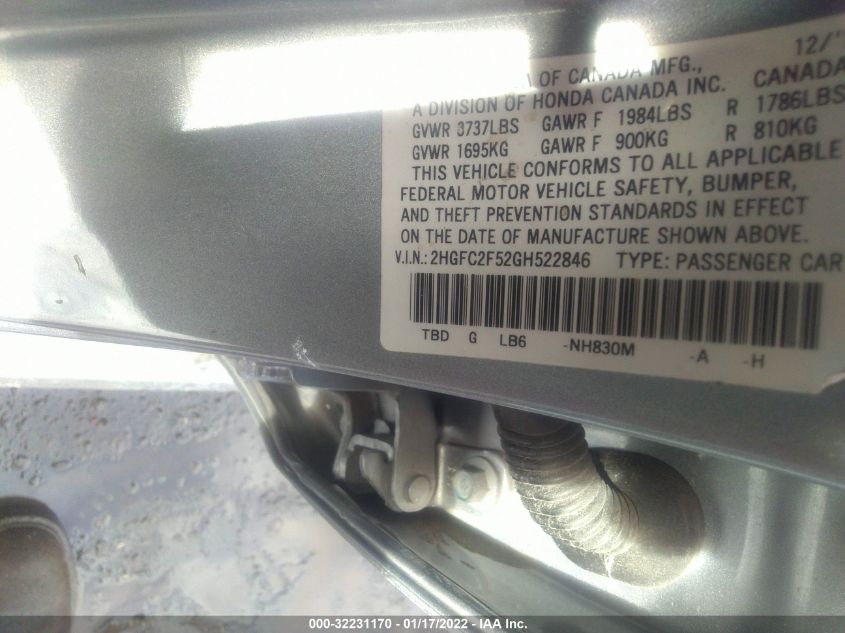 12/
OF CANADA MFG.,
A DIVISION OF HONDA CANADA INC. CANADA
GVWR 3737LBS GAWR F 1984LBS R 1786LBS
GVWR 1695KG GAWR F 900KG R 810KG
THIS VEHICLE CONFORMS TO ALL APPLICABLE
FEDERAL MOTOR VEHICLE SAFETY, BUMPER,
AND THEFT PREVENTION STANDARDS IN EFFECT
ON THE DATE OF MANUFACTURE SHOWN ABOVE.
V.I.N.: 2HGFC2F52GH522846 TYPE: PASSENGER CAR
TBD G LB6 -NH830M -A -H
000-32231170 - 01/17/2022 - IAA Inc.